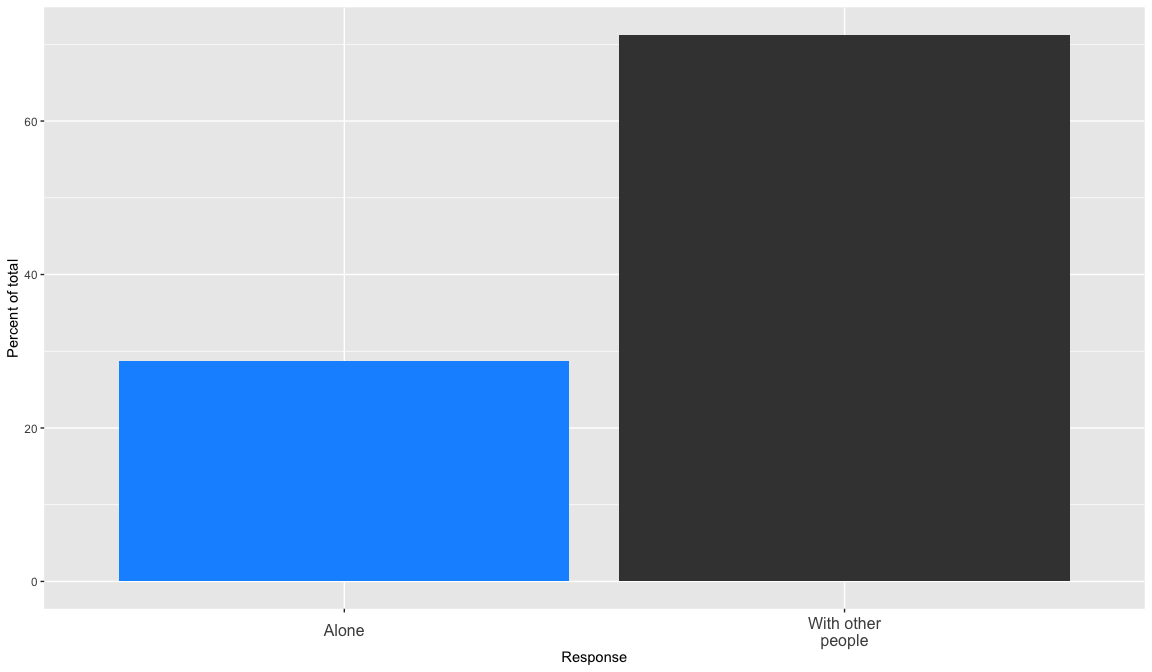 Percent of total
60
40
20
0
Alone
With other
people
Response